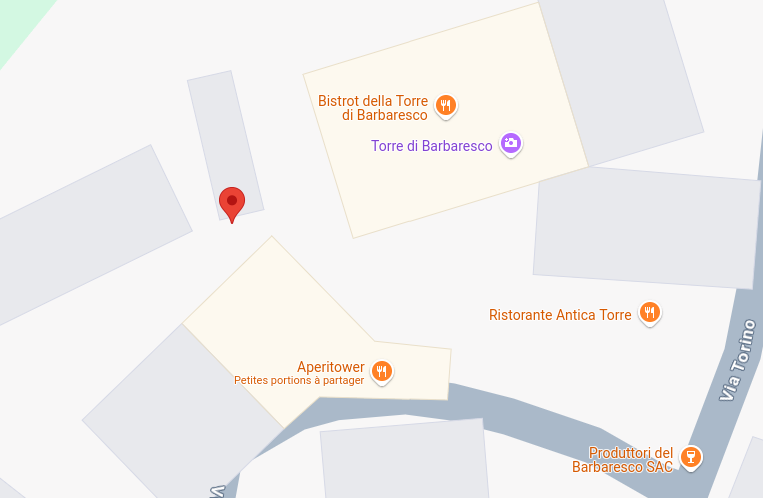 Bistrot della Torre
di Barbaresco
Torre di Barbaresco
Ristorante Antica Torre
Via Torino
Aperitower
Petites portions à partager
Produttori del
Barbaresco SAC